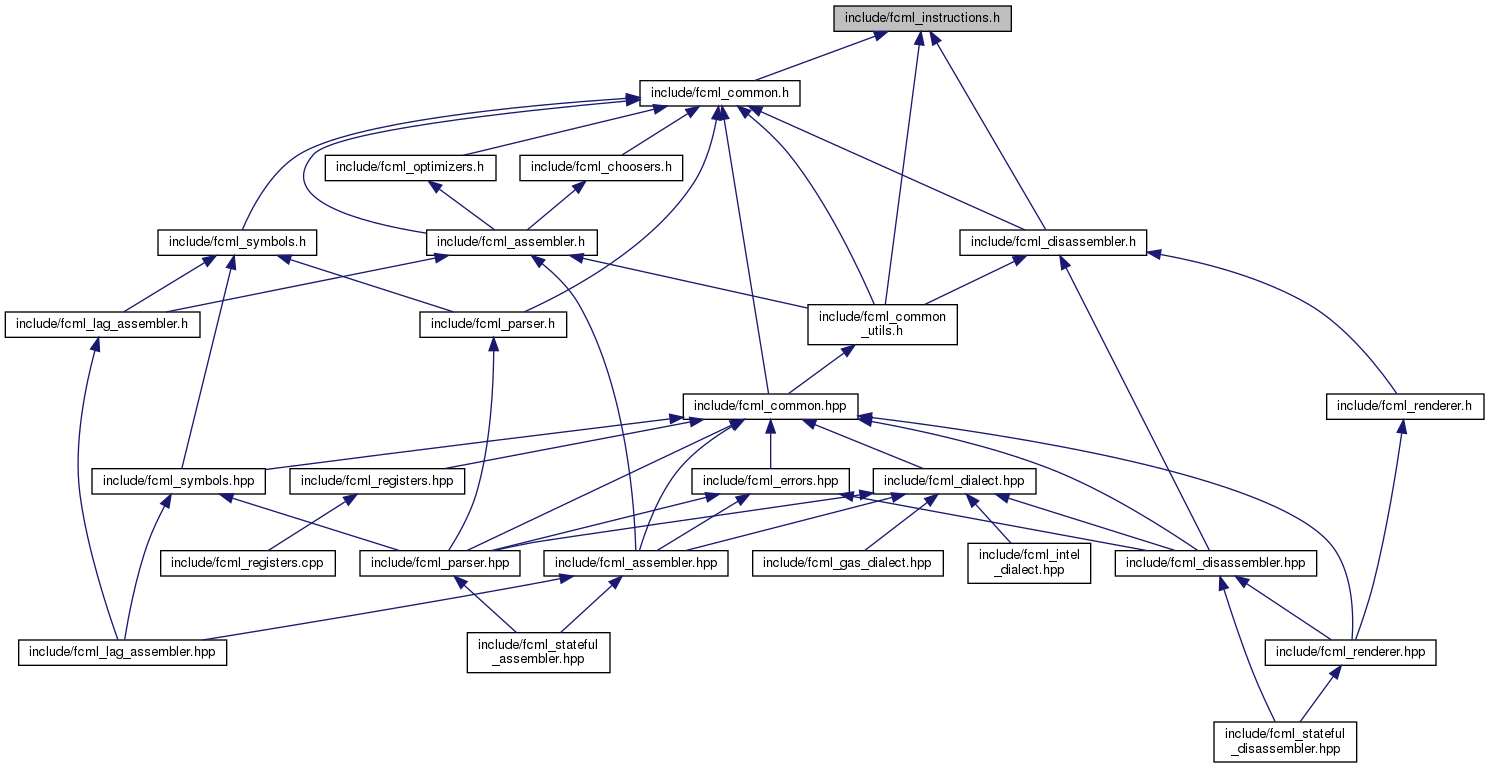 include/fcml_instructions.h
include/fcml_common.h
include/fcml_optimizers.h
include/fcml_choosers.h
include/fcml_symbols.h
include/fcml_assembler.h
include/fcml_disassembler.h
include/fcml_lag_assembler.h
include/fcml_parser.h
include/fcml_common
_utils.h
include/fcml_common.hpp
include/fcml_renderer.h
include/fcml_symbols.hpp
include/fcml_registers.hpp
include/fcml_errors.hpp
include/fcml_dialect.hpp
include/fcml_registers.cpp
include/fcml_parser.hpp
include/fcml_assembler.hpp
include/fcml_gas_dialect.hpp
include/fcml_intel
_dialect.hpp
include/fcml_disassembler.hpp
include/fcml_lag_assembler.hpp
include/fcml_stateful
_assembler.hpp
include/fcml_renderer.hpp
include/fcml_stateful
_disassembler.hpp